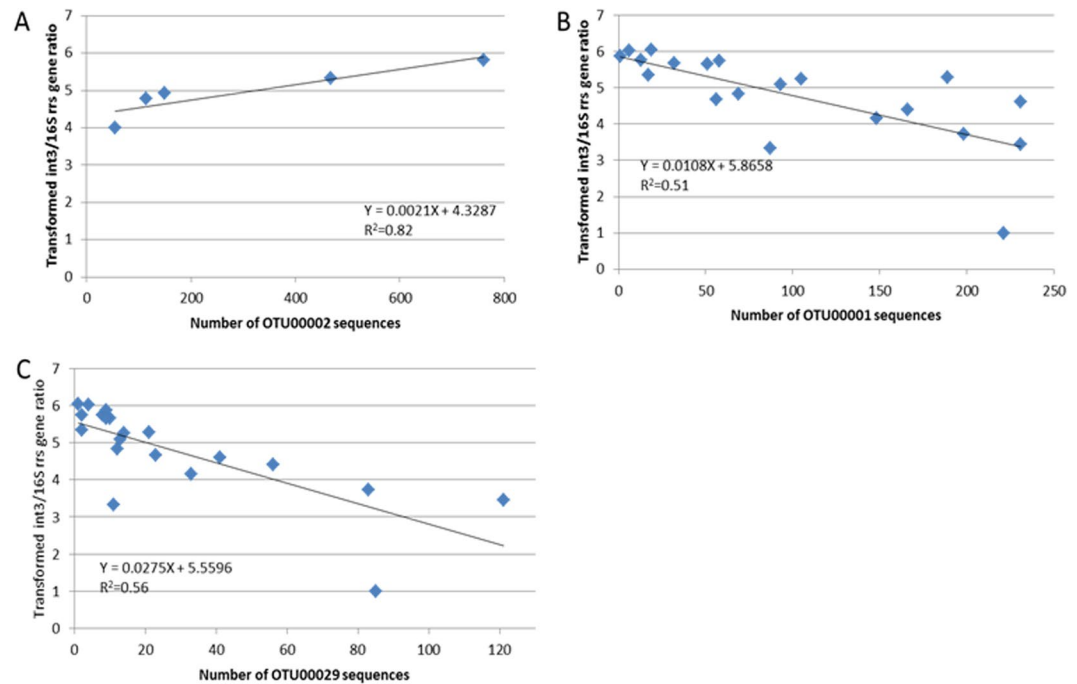 A
Transformed int3/16S rrs gene ratio
7
6
5
4
3
2
1
0
Y = 0.0021X + 4.3287
R²=0.82
0 200 400 600 800
Number of OTU00002 sequences
B
Transformed int3/16S rrs gene ratio
7
6
5
4
3
2
1
0
Y = 0.0108X + 5.8658
R²=0.51
0 50 100 150 200 250
Number of OTU00001 sequences
C
Transformed int3/16S rrs gene ratio
7
6
5
4
3
2
1
0
Y = 0.0275X + 5.5596
R²=0.56
0 20 40 60 80 100 120
Number of OTU00029 sequences